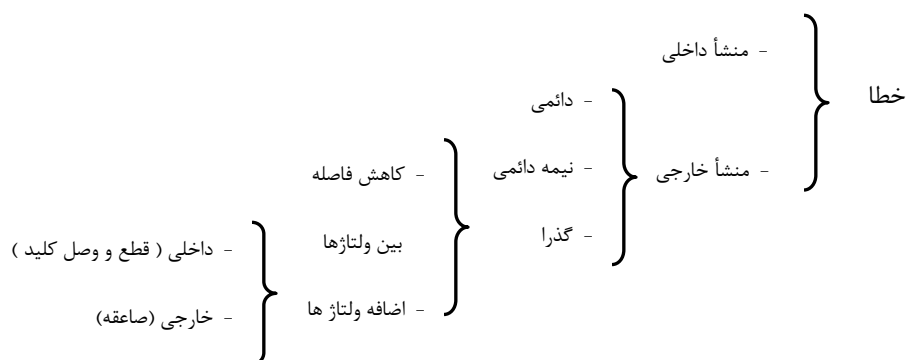 خطا
- منشأ داخلی
- منشأ خارجی
- دائمی
- نیمه دائمی
- گذرا
- کاهش فاصله
بین ولتاژها
- اضافه ولتاژ ها
- داخلی ( قطع و وصل کلید )
- خارجی (صاعقه)